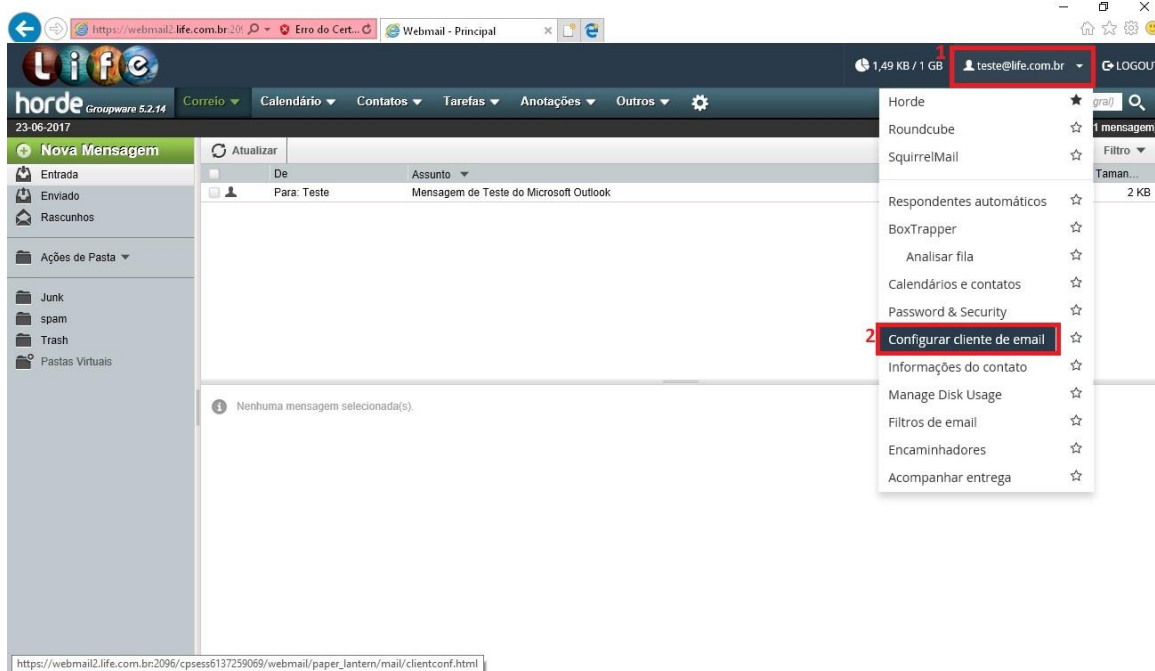 https://webmail2.life.com.br:209
Erro do Cert...
Webmail - Principal
Life
1
1,49 KB / 1 GB
teste@life.com.br
LOGOU
horde Groupware 5.2.14
Correio
Calendário
Contatos
Tarefas
Anotações
Outros
gral)
23-06-2017
1 mensagem
Nova Mensagem
Atualizar
Filtro
De
Assunto
Taman...
Para: Teste
Mensagem de Teste do Microsoft Outlook
2 KB
Entrada
Enviado
Rascunhos
Ações de Pasta
Junk
spam
Trash
Pastas Virtuais
Nenhuma mensagem selecionada(s).
Horde
Roundcube
SquirrelMail
Respondentes automáticos
BoxTrapper
Analisar fila
Calendários e contatos
Password & Security
2
Configurar cliente de email
Informações do contato
Manage Disk Usage
Filtros de email
Encaminhadores
Acompanhar entrega
https://webmail2.life.com.br:2096/cpsess6137259069/webmail/paper_lantern/mail/clientconf.html